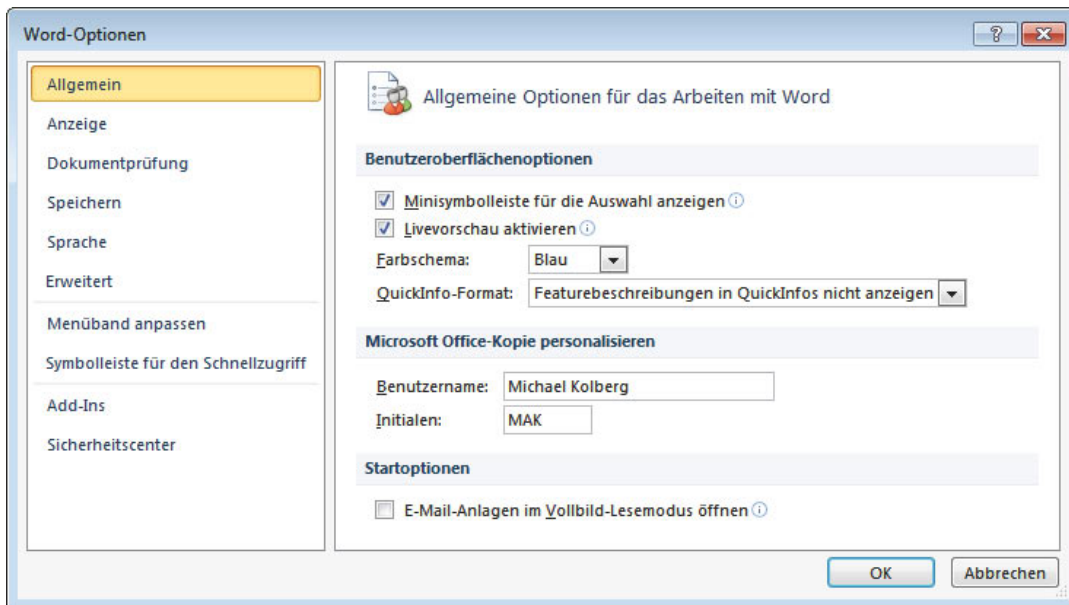 Word-Optionen
Allgemein
Anzeige
Dokumentprüfung
Speichern
Sprache
Erweitert
Menüband anpassen
Symbolleiste für den Schnellzugriff
Add-Ins
Sicherheitscenter
Allgemeine Optionen für das Arbeiten mit Word
Benutzeroberflächenoptionen
Minisymbolleiste für die Auswahl anzeigen
Livevorschau aktivieren
Farbschema: Blau
QuickInfo-Format: Featurebeschreibungen in QuickInfos nicht anzeigen
Microsoft Office-Kopie personalisieren
Benutzername: Michael Kolberg
Initialen: MAK
Startoptionen
E-Mail-Anlagen im Vollbild-Lesemodus öffnen
OK Abbrechen